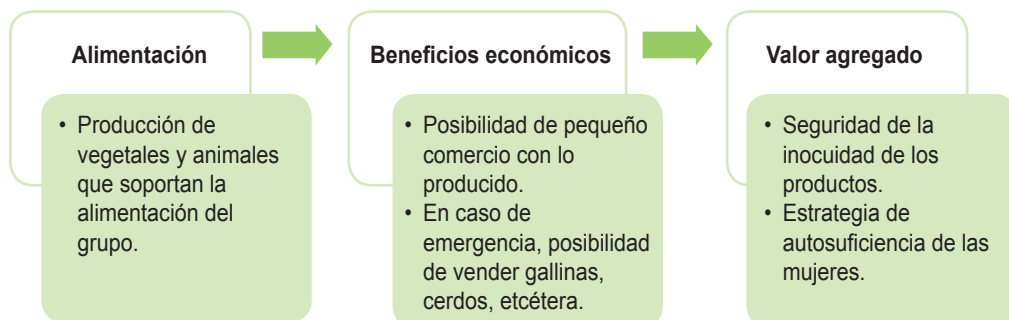 Alimentación
• Producción de
vegetales y animales
que soportan la
alimentación del
grupo.
Beneficios económicos
• Posibilidad de pequeño
comercio con lo
producido.
• En caso de
emergencia, posibilidad
de vender gallinas,
cerdos, etcétera.
Valor agregado
• Seguridad de la
inocuidad de los
productos.
• Estrategia de
autosuficiencia de las
mujeres.